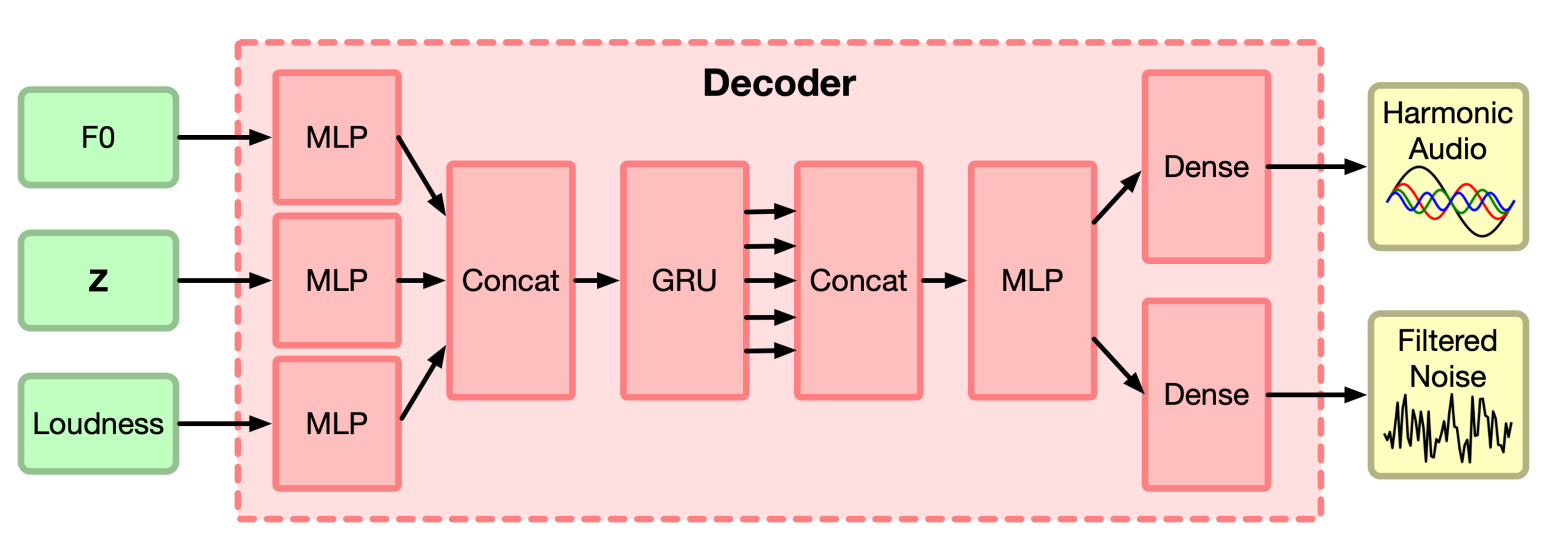 Decoder
F0
z
Loudness
MLP
MLP
MLP
Concat
GRU
Concat
MLP
Dense
Dense
Harmonic
Audio
Filtered
Noise